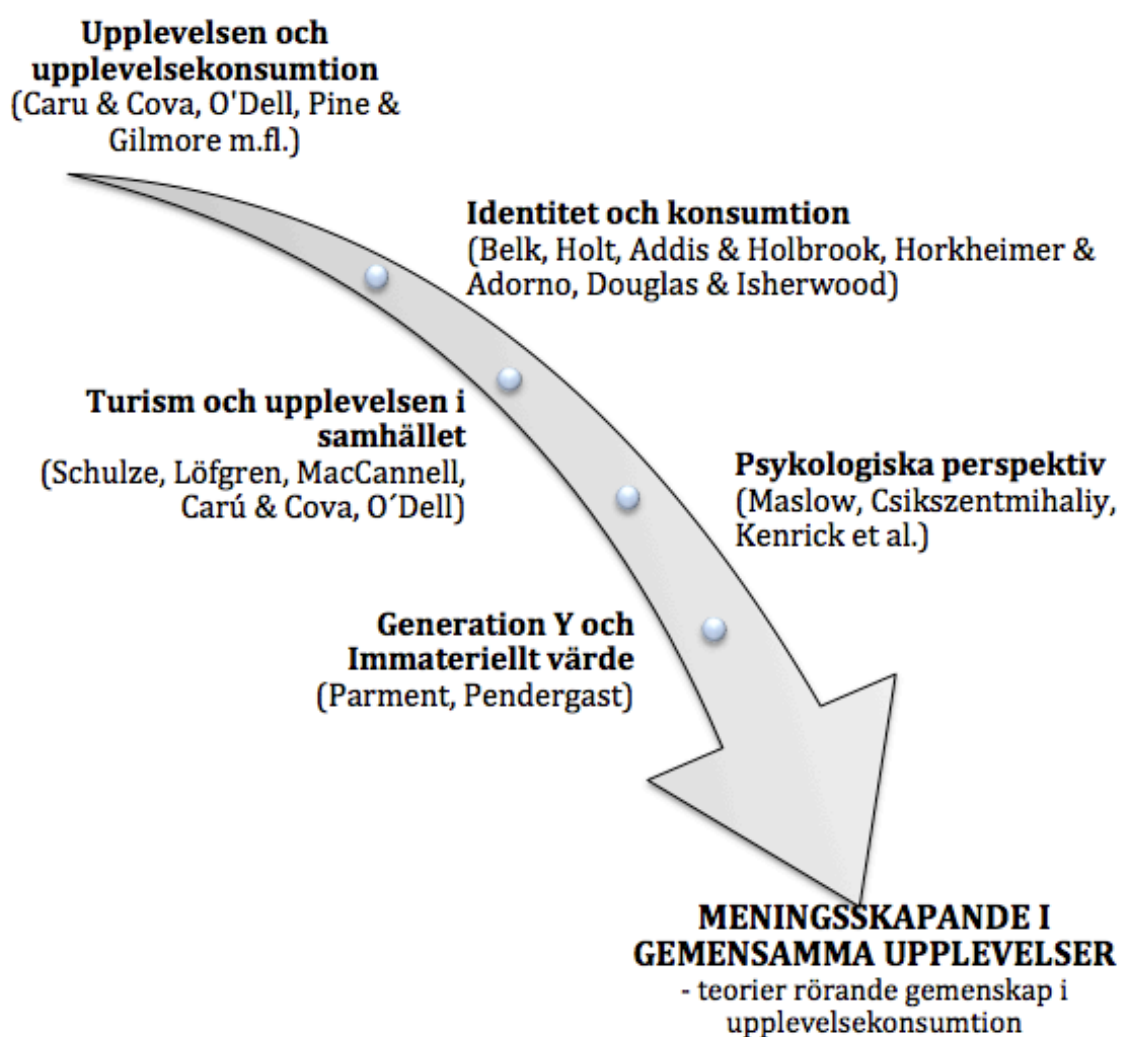 Upplevelsen och
upplevelsekonsumtion
(Caru & Cova, O'Dell, Pine &
Gilmore m.fl.)
Identitet och konsumtion
(Belk, Holt, Addis & Holbrook, Horkheimer &
Adorno, Douglas & Isherwood)
Turism och upplevelsen i
samhället
(Schulze, Löfgren, MacCannell,
Carú & Cova, O´Dell)
Psykologiska perspektiv
(Maslow, Csikszentmihaliy,
Kenrick et al.)
Generation Y och
Immateriellt värde
(Parment, Pendergast)
MENINGSSKAPANDE I
GEMENSAMMA UPPLEVELSER
- teorier rörande gemenskap i
upplevelsekonsumtion